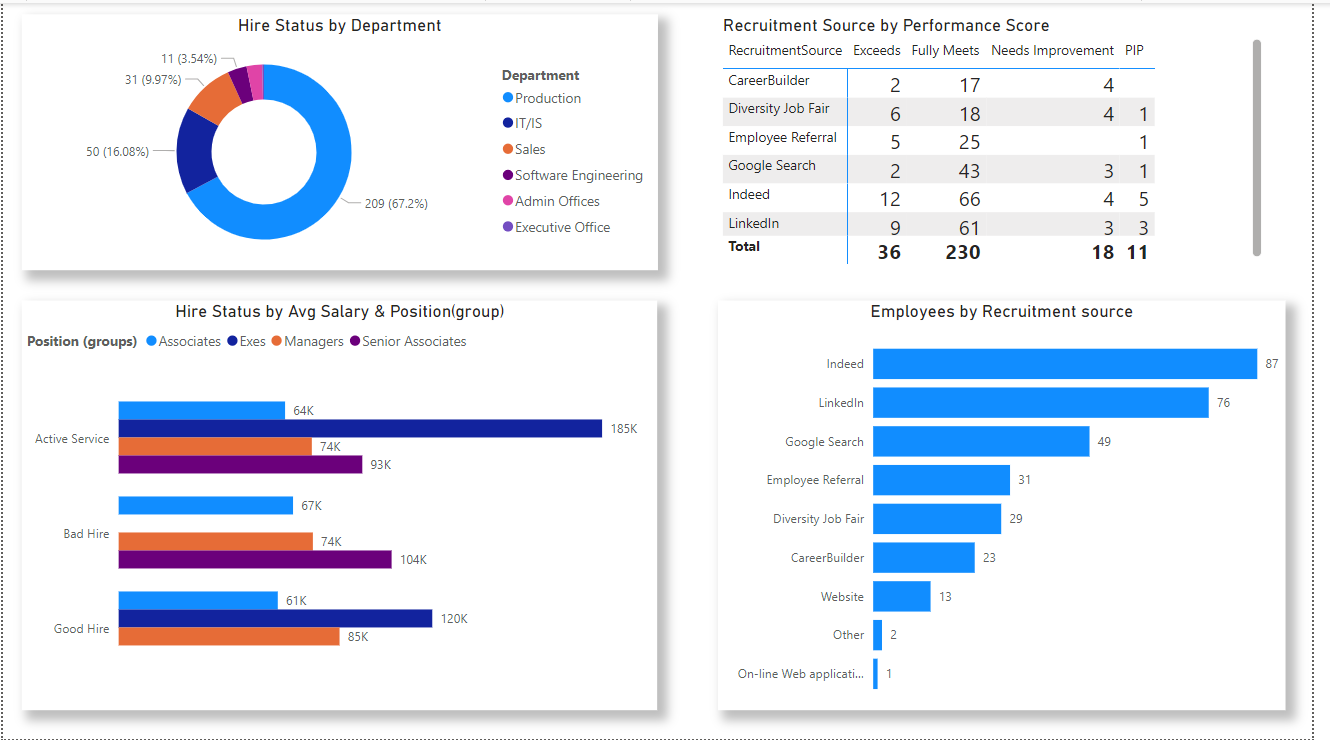 Hire Status by Department
11 (3.54%)
31 (9.97%)
50 (16.08%)
209 (67.2%)
Department
Production
IT/IS
Sales
Software Engineering
Admin Offices
Executive Office
Recruitment Source by Performance Score
RecruitmentSource Exceeds Fully Meets Needs Improvement PIP
CareerBuilder 2 17 4
Diversity Job Fair 6 18 4 1
Employee Referral 5 25 1
Google Search 2 43 3 1
Indeed 12 66 4 5
LinkedIn 9 61 3 3
Total 36 230 18 11
Hire Status by Avg Salary & Position(group)
Position (groups) Associates Exes Managers Senior Associates
Active Service
64K
185K
74K
93K
Bad Hire
67K
74K
104K
Good Hire
61K
120K
85K
Employees by Recruitment source
Indeed 87
LinkedIn 76
Google Search 49
Employee Referral 31
Diversity Job Fair 29
CareerBuilder 23
Website 13
Other 2
On-line Web applicati... 1